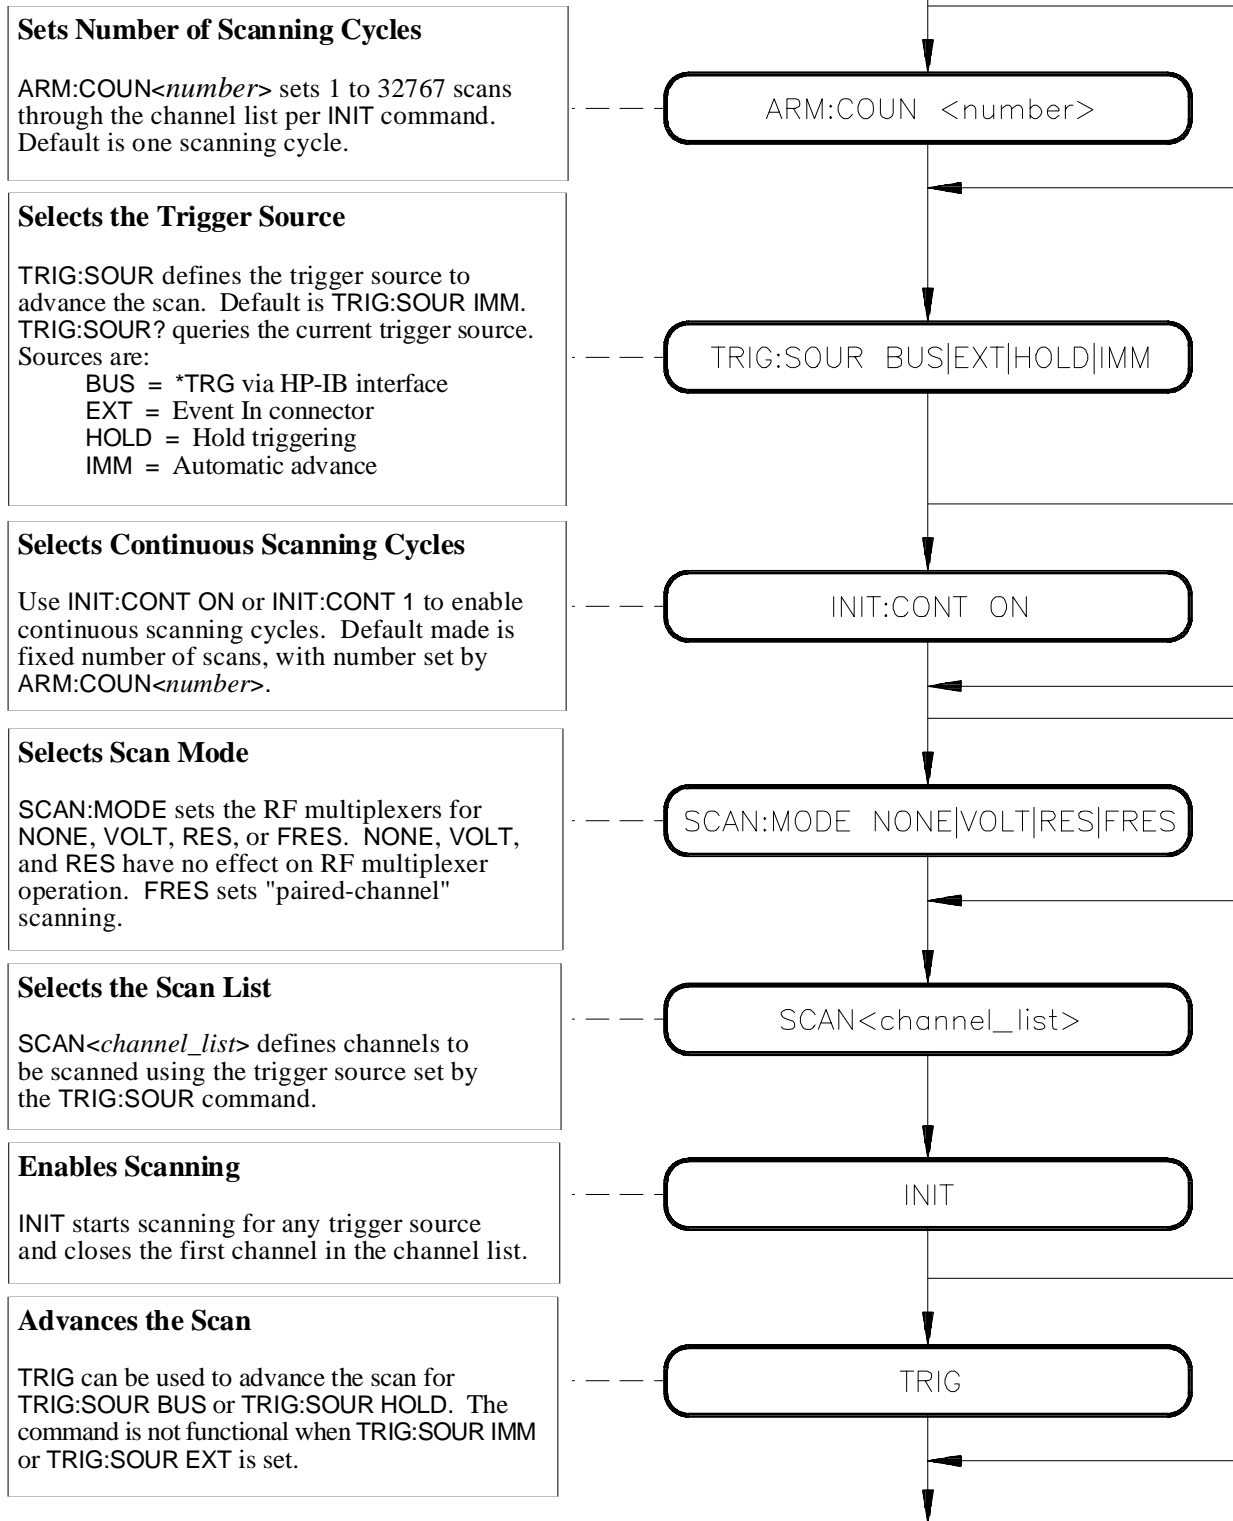 Sets Number of Scanning Cycles
ARM:COUN<number> sets 1 to 32767 scans
through the channel list per INIT command.
Default is one scanning cycle.
ARM:COUN <number>
Selects the Trigger Source
TRIG:SOUR defines the trigger source to
advance the scan. Default is TRIG:SOUR IMM.
TRIG:SOUR? queries the current trigger source.
Sources are:
BUS = *TRG via HP-IB interface
EXT = Event In connector
HOLD = Hold triggering
IMM = Automatic advance
TRIG:SOUR BUS|EXT|HOLD|IMM
Selects Continuous Scanning Cycles
Use INIT:CONT ON or INIT:CONT 1 to enable
continuous scanning cycles. Default made is
fixed number of scans, with number set by
ARM:COUN<number>.
INIT:CONT ON
Selects Scan Mode
SCAN:MODE sets the RF multiplexers for
NONE, VOLT, RES, or FRES. NONE, VOLT,
and RES have no effect on RF multiplexer
operation. FRES sets "paired-channel"
scanning.
SCAN:MODE NONE|VOLT|RES|FRES
Selects the Scan List
SCAN<channel_list> defines channels to
be scanned using the trigger source set by
the TRIG:SOUR command.
SCAN<channel_list>
Enables Scanning
INIT starts scanning for any trigger source
and closes the first channel in the channel list.
INIT
Advances the Scan
TRIG can be used to advance the scan for
TRIG:SOUR BUS or TRIG:SOUR HOLD. The
command is not functional when TRIG:SOUR IMM
or TRIG:SOUR EXT is set.
TRIG